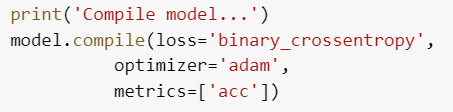 print('Compile model...')
model.compile(loss='binary_crossentropy',
optimizer='adam',
metrics=['acc'])